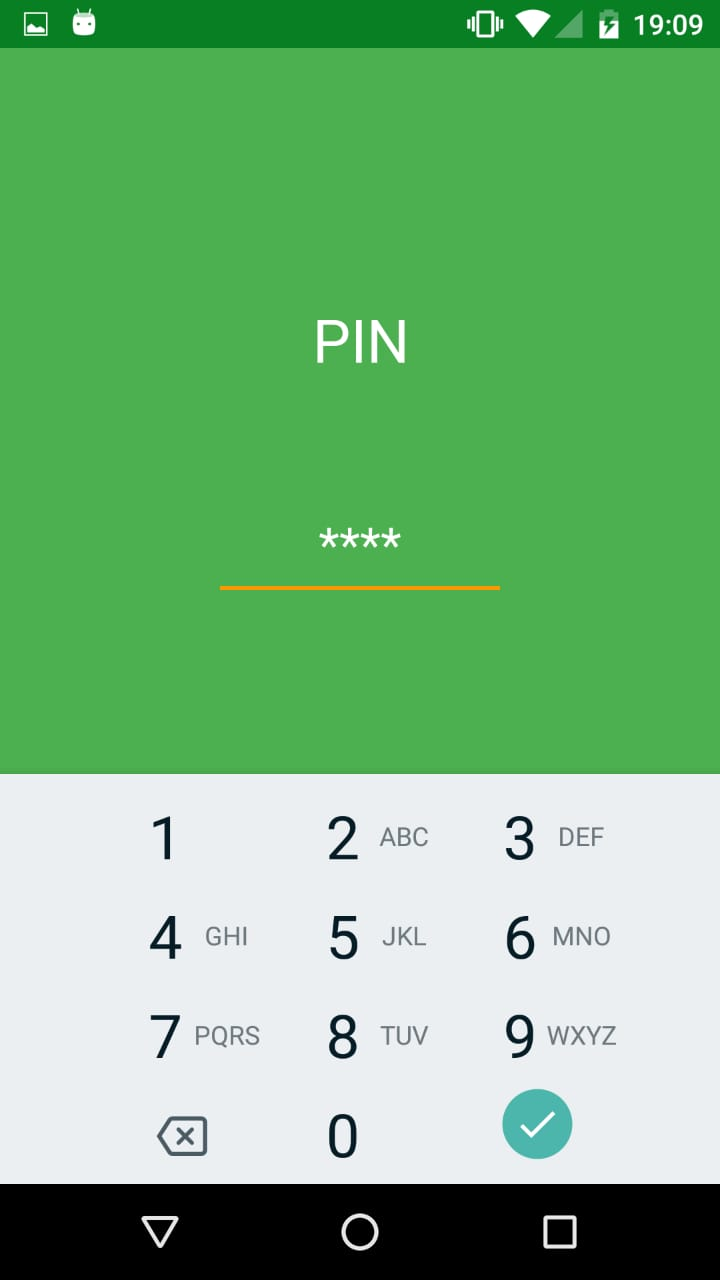 19:09
PIN
****
1
2 ABC
3 DEF
4 GHI
5 JKL
6 MNO
7 PQRS
8 TUV
9 WXYZ
0